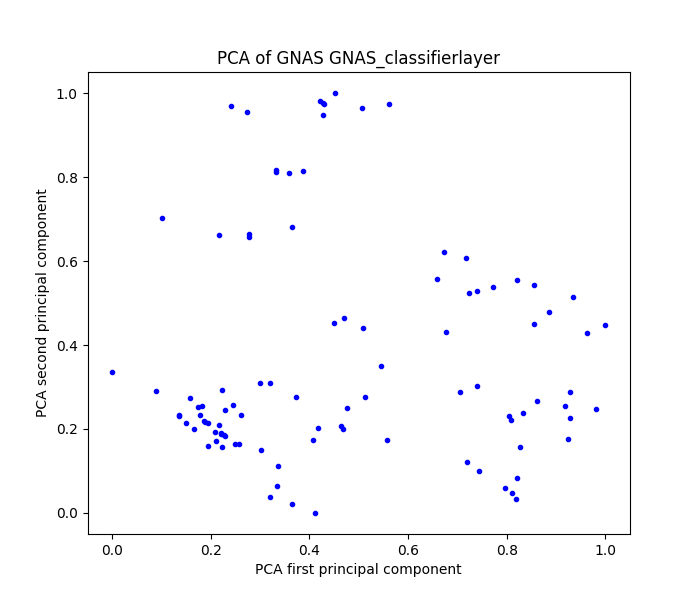 PCA of GNAS GNAS_classifierlayer
1.0
0.8
0.6
0.4
0.2
0.0
PCA second principal component
0.0 0.2 0.4 0.6 0.8 1.0
PCA first principal component